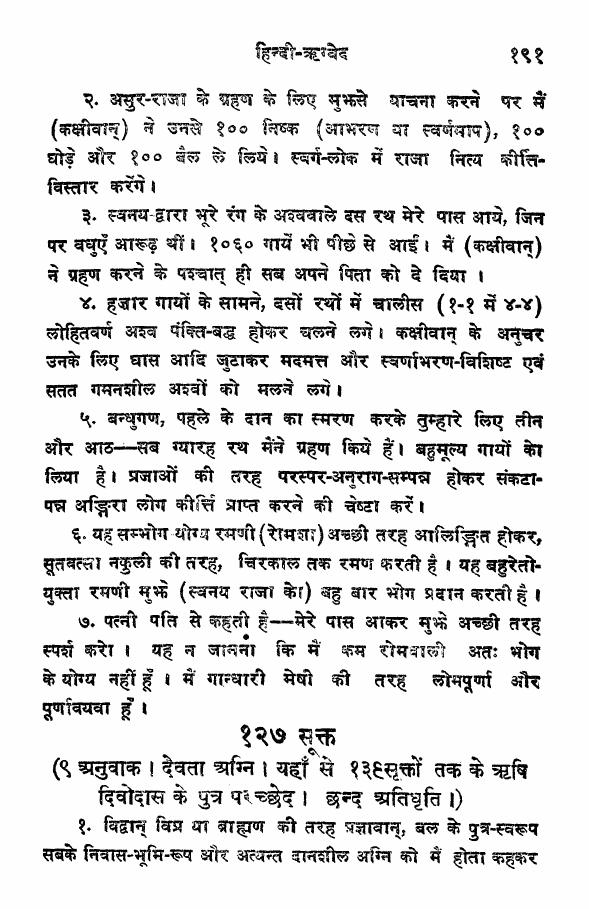 हिन्दी-ऋग्वेद १९१
२. असुर-राजा के ग्रहण के लिए मुझसे याचना करने पर मैं
(कक्षीवान्) ने उनसे १०० निष्क (आभरण या स्वर्णमाप), १००
घोड़े और १०० बैल ले लिये। स्वर्ग-लोक में राजा नित्य कीर्त्ति-
विस्तार करेंगे।
३. स्वनय-द्वारा भूरे रंग के अश्ववाले दस रथ मेरे पास आये, जिन
पर वधुएँ आरूढ़ थीं। १०६० गायें भी पीछे से आईं। मैं (कक्षीवान्)
ने ग्रहण करने के पश्चात् ही सब अपने पिता को दे दिया ।
४. हजार गायों के सामने, दसों रथों में चालीस (१-१ में ४-४)
लोहितवर्ण अश्व पंक्ति-बद्ध होकर चलने लगे। कक्षीवान् के अनुचर
उनके लिए घास आदि जुटाकर मदमत्त और स्वर्णाभरण-विशिष्ट एवं
सतत गमनशील अश्वों को मलने लगे।
५. बन्धुगण, पहले के दान का स्मरण करके तुम्हारे लिए तीन
और आठ—सब ग्यारह रथ मैंने ग्रहण किये हैं। बहुमूल्य गायों को
लिया है। प्रजाओं की तरह परस्पर-अनुराग-सम्पन्न होकर संकटा-
पन्न अङ्गिरा लोग कीर्त्ति प्राप्त करने की चेष्टा करें।
६. यह सम्भोग योग्य रमणी (रोमशा) अच्छी तरह आलिङ्गित होकर,
सूतवत्सा नकुली की तरह, चिरकाल तक रमण करती है। यह बहुरेतो-
युक्ता रमणी मुझे (स्वनय राजा को) बहु बार भोग प्रदान करती है।
७. पत्नी पति से कहती है—मेरे पास आकर मुझे अच्छी तरह
स्पर्श करो। यह न जानना कि मैं कम रोमवाली अतः भोग
के योग्य नहीं हूँ। मैं गान्धारी मेषी की तरह लोमपूर्णा और
पूर्णावयवा हूँ।
१२७ सूक्त
(९ अनुवाक। देवता अग्नि। यहाँ से १३९सूक्तों तक के ऋषि
दिवोदास के पुत्र परुच्छेद। छन्द अतिधृति।)
१. विद्वान् विप्र या ब्राह्मण की तरह प्रज्ञावान्, बल के पुत्र-स्वरूप
सबके निवास-भूमि-रूप और अत्यन्त दानशील अग्नि को मैं होता कहकर